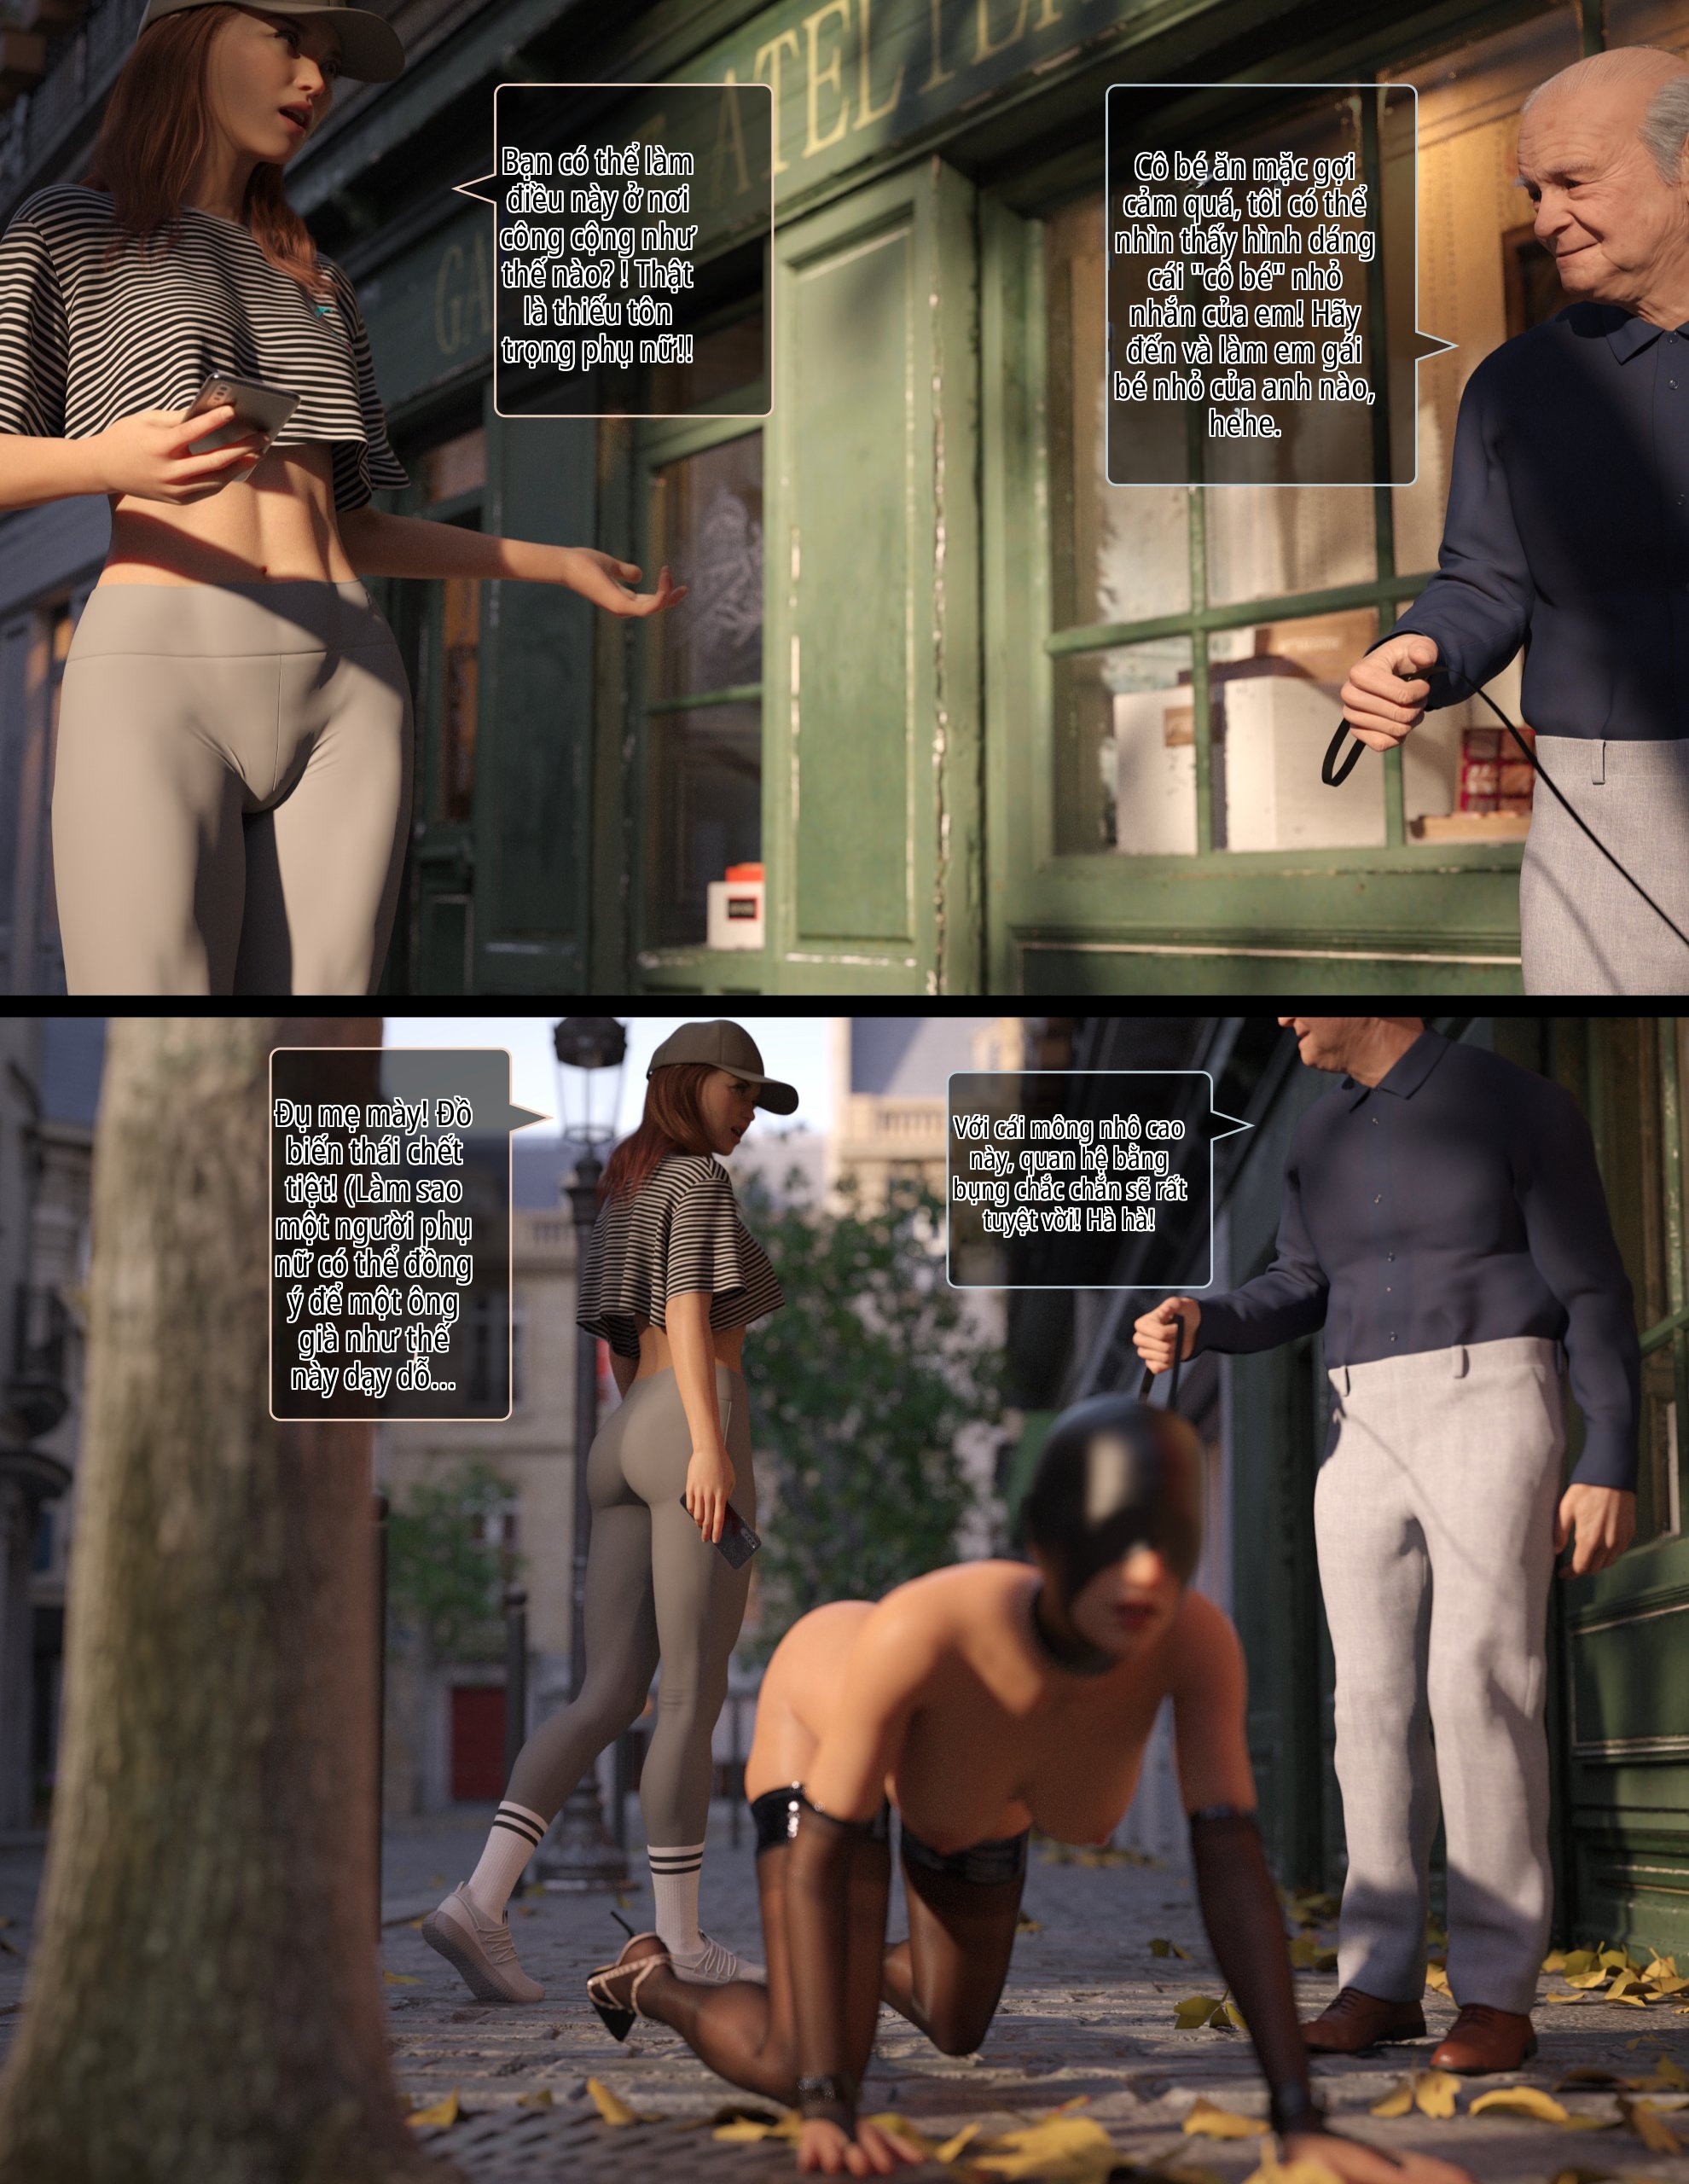 GA
ATELIER
Bạn có thể làm
điều này ở nơi
công cộng như
thế nào? ! Thật
là thiếu tôn
trọng phụ nữ!!
Cô bé ăn mặc gợi
cảm quá, tôi có thể
nhìn thấy hình dáng
cái "cô bé" nhỏ
nhắn của em! Hãy
đến và làm em gái
bé nhỏ của anh nào,
hehe.
Đụ mẹ mày! Đồ
biến thái chết
tiệt! (Làm sao
một người phụ
nữ có thể đồng
ý để một ông
già như thế
này dạy dỗ...
Với cái mông nhô cao
này, quan hệ bằng
bụng chắc chắn sẽ rất
tuyệt vời! Hà hà!